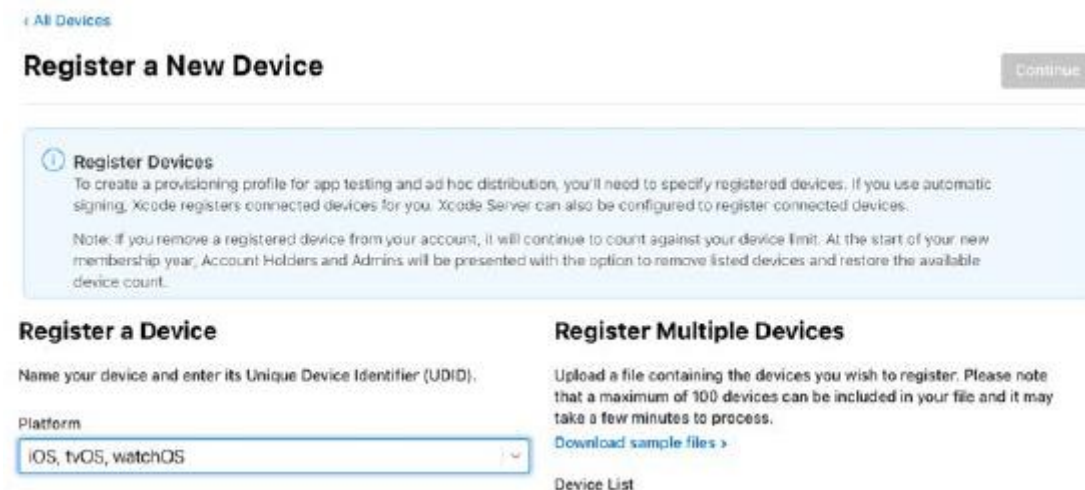 ‹ All Devices
Register a New Device
Continue
Register Devices
To create a provisioning profile for app testing and ad hoc distribution, you'll need to specify registered devices. If you use automatic
signing, Xcode registers connected devices for you. Xcode Server can also be configured to register connected devices.
Note: If you remove a registered device from your account, it will continue to count against your device limit. At the start of your new
membership year, Account Holders and Admins will be presented with the option to remove listed devices and restore the available
device count.
Register a Device
Name your device and enter its Unique Device Identifier (UDID).
Platform
iOS, tvOS, watchOS
Register Multiple Devices
Upload a file containing the devices you wish to register. Please note
that a maximum of 100 devices can be included in your file and it may
take a few minutes to process.
Download sample files ›
Device List